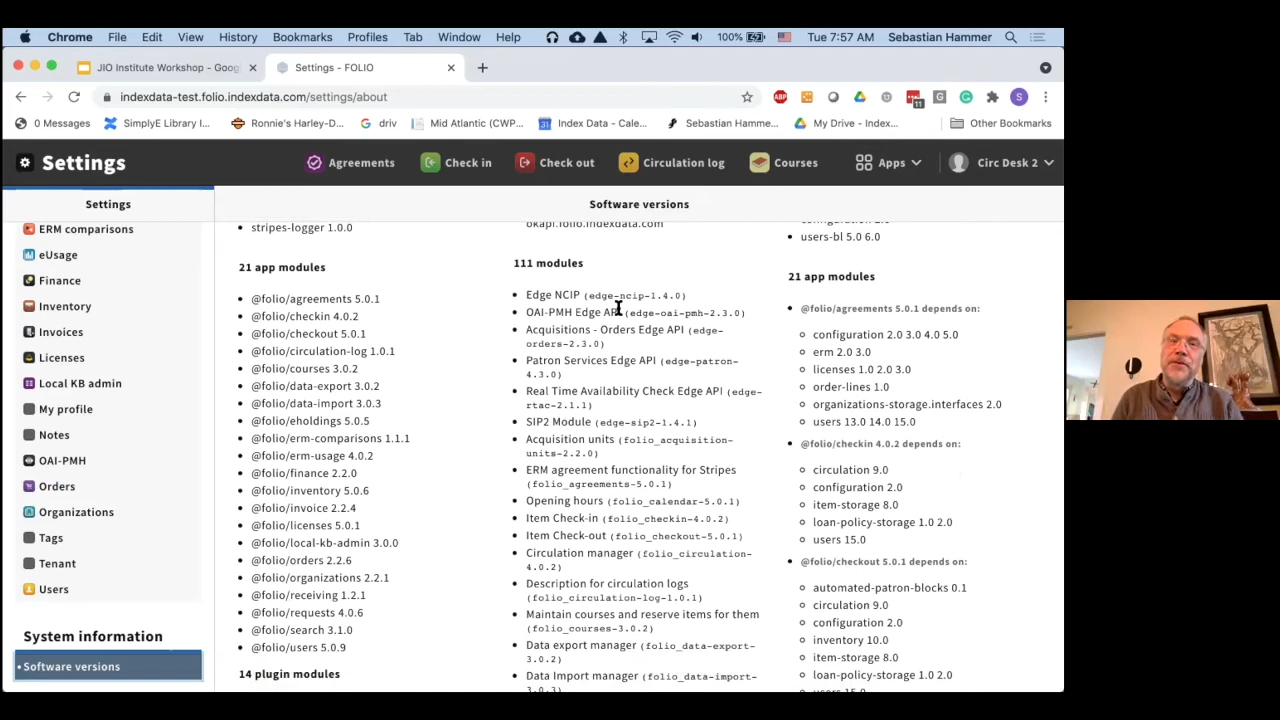 Chrome File Edit View History Bookmarks Profiles Tab Window Help 100% Tue 7:57 AM Sebastian Hammer
JIO Institute Workshop - Goog Settings - FOLIO
indexdata-test.folio.indexdata.com/settings/about
ABP 11 G S
0 Messages SimplyE Library I... Ronnie's Harley-D... driv Mid Atlantic (CWP... Index Data - Cale... Sebastian Hamme... My Drive - Index... Other Bookmarks
Settings Agreements Check in Check out Circulation log Courses Apps Circ Desk 2
Settings
ERM comparisons
eUsage
Finance
Inventory
Invoices
Licenses
Local KB admin
My profile
Notes
OAI-PMH
Orders
Organizations
Tags
Tenant
Users
System information
Software versions
Software versions
stripes-logger 1.0.0
21 app modules
@folio/agreements 5.0.1
@folio/checkin 4.0.2
@folio/checkout 5.0.1
@folio/circulation-log 1.0.1
@folio/courses 3.0.2
@folio/data-export 3.0.2
@folio/data-import 3.0.3
@folio/eholdings 5.0.5
@folio/erm-comparisons 1.1.1
@folio/erm-usage 4.0.2
@folio/finance 2.2.0
@folio/inventory 5.0.6
@folio/invoice 2.2.4
@folio/licenses 5.0.1
@folio/local-kb-admin 3.0.0
@folio/orders 2.2.6
@folio/organizations 2.2.1
@folio/receiving 1.2.1
@folio/requests 4.0.6
@folio/search 3.1.0
@folio/users 5.0.9
14 plugin modules
okapi.folio.indexdata.com
111 modules
Edge NCIP (edge-ncip-1.4.0)
OAI-PMH Edge API (edge-oai-pmh-2.3.0)
Acquisitions - Orders Edge API (edge-
orders-2.3.0)
Patron Services Edge API (edge-patron-
4.3.0)
Real Time Availability Check Edge API (edge-
rtac-2.1.1)
SIP2 Module (edge-sip2-1.4.1)
Acquisition units (folio_acquisition-
units-2.2.0)
ERM agreement functionality for Stripes
(folio_agreements-5.0.1)
Opening hours (folio_calendar-5.0.1)
Item Check-in (folio_checkin-4.0.2)
Item Check-out (folio_checkout-5.0.1)
Circulation manager (folio_circulation-
4.0.2)
Description for circulation logs
(folio_circulation-log-1.0.1)
Maintain courses and reserve items for them
(folio_courses-3.0.2)
Data export manager (folio_data-export-
3.0.2)
Data Import manager (folio_data-import-
3.0.3)
configuration 2.0
users-bl 5.0 6.0
21 app modules
@folio/agreements 5.0.1 depends on:
configuration 2.0 3.0 4.0 5.0
erm 2.0 3.0
licenses 1.0 2.0 3.0
order-lines 1.0
organizations-storage.interfaces 2.0
users 13.0 14.0 15.0
@folio/checkin 4.0.2 depends on:
circulation 9.0
configuration 2.0
item-storage 8.0
loan-policy-storage 1.0 2.0
users 15.0
@folio/checkout 5.0.1 depends on:
automated-patron-blocks 0.1
circulation 9.0
configuration 2.0
inventory 10.0
item-storage 8.0
loan-policy-storage 1.0 2.0
users 15.0